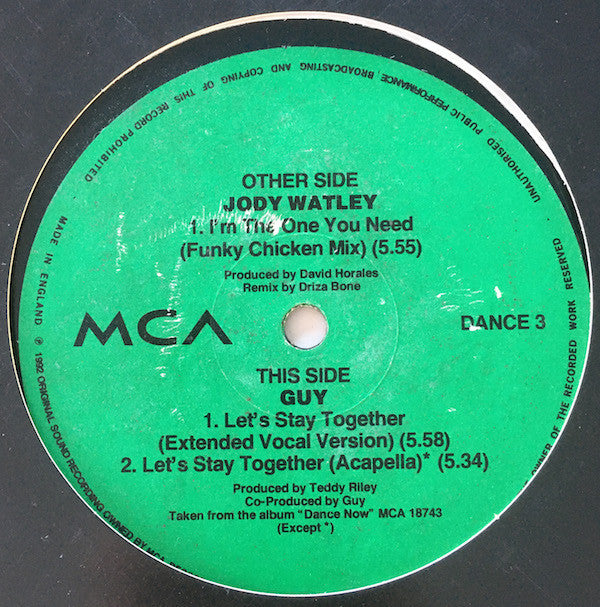 OTHER SIDE
JODY WATLEY
1. I'm The One You Need
(Funky Chicken Mix) (5.55)
Produced by David Horales
Remix by Driza Bone
MCA
DANCE 3
THIS SIDE
GUY
1. Let's Stay Together
(Extended Vocal Version) (5.58)
2. Let's Stay Together (Acapella)* (5.34)
Produced by Teddy Riley
Co-Produced by Guy
Taken from the album "Dance Now" MCA 18743
(Except *)
MADE IN ENGLAND
℗ 1992 ORIGINAL SOUND RECORDING OWNED BY MCA
UNAUTHORISED PUBLIC PERFORMANCE, BROADCASTING AND COPYING OF THIS RECORD PROHIBITED
OWNER OF THE RECORDED WORK RESERVED